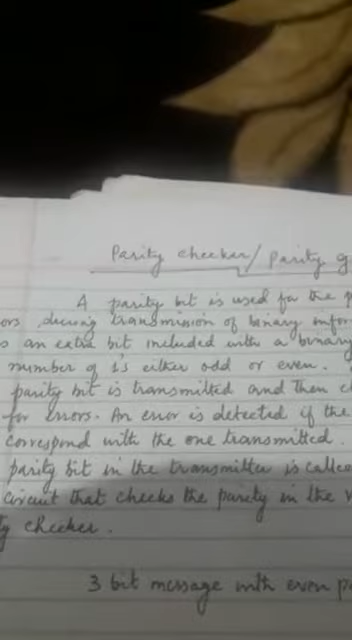 Parity checker/ Parity g
A parity bit is used for the p
ors during transmission of binary infor
s an extra bit included with a binary
number of 1's either odd or even.
parity bit is transmitted and then c
for errors. An error is detected if the
correspond with the one transmitted.
parity bit in the transmitter is called
circuit that checks the parity in the
ty checker.
3 bit message with even p